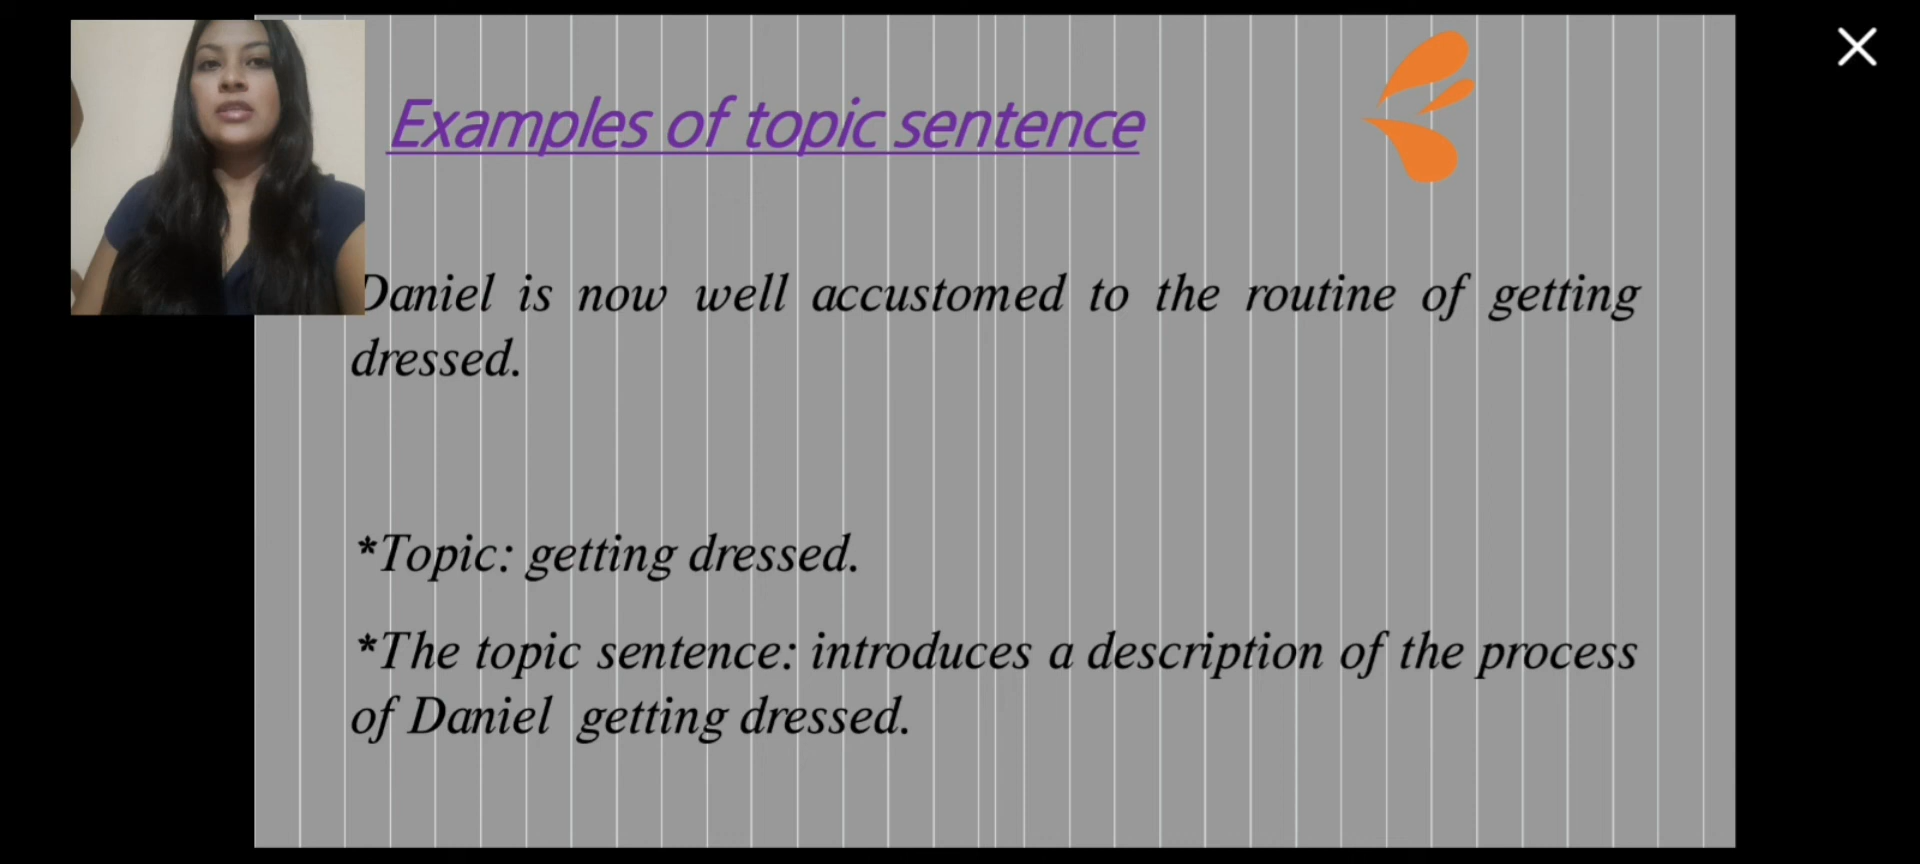 Examples of topic sentence
Daniel is now well accustomed to the routine of getting
dressed.
*Topic: getting dressed.
*The topic sentence: introduces a description of the process
of Daniel getting dressed.